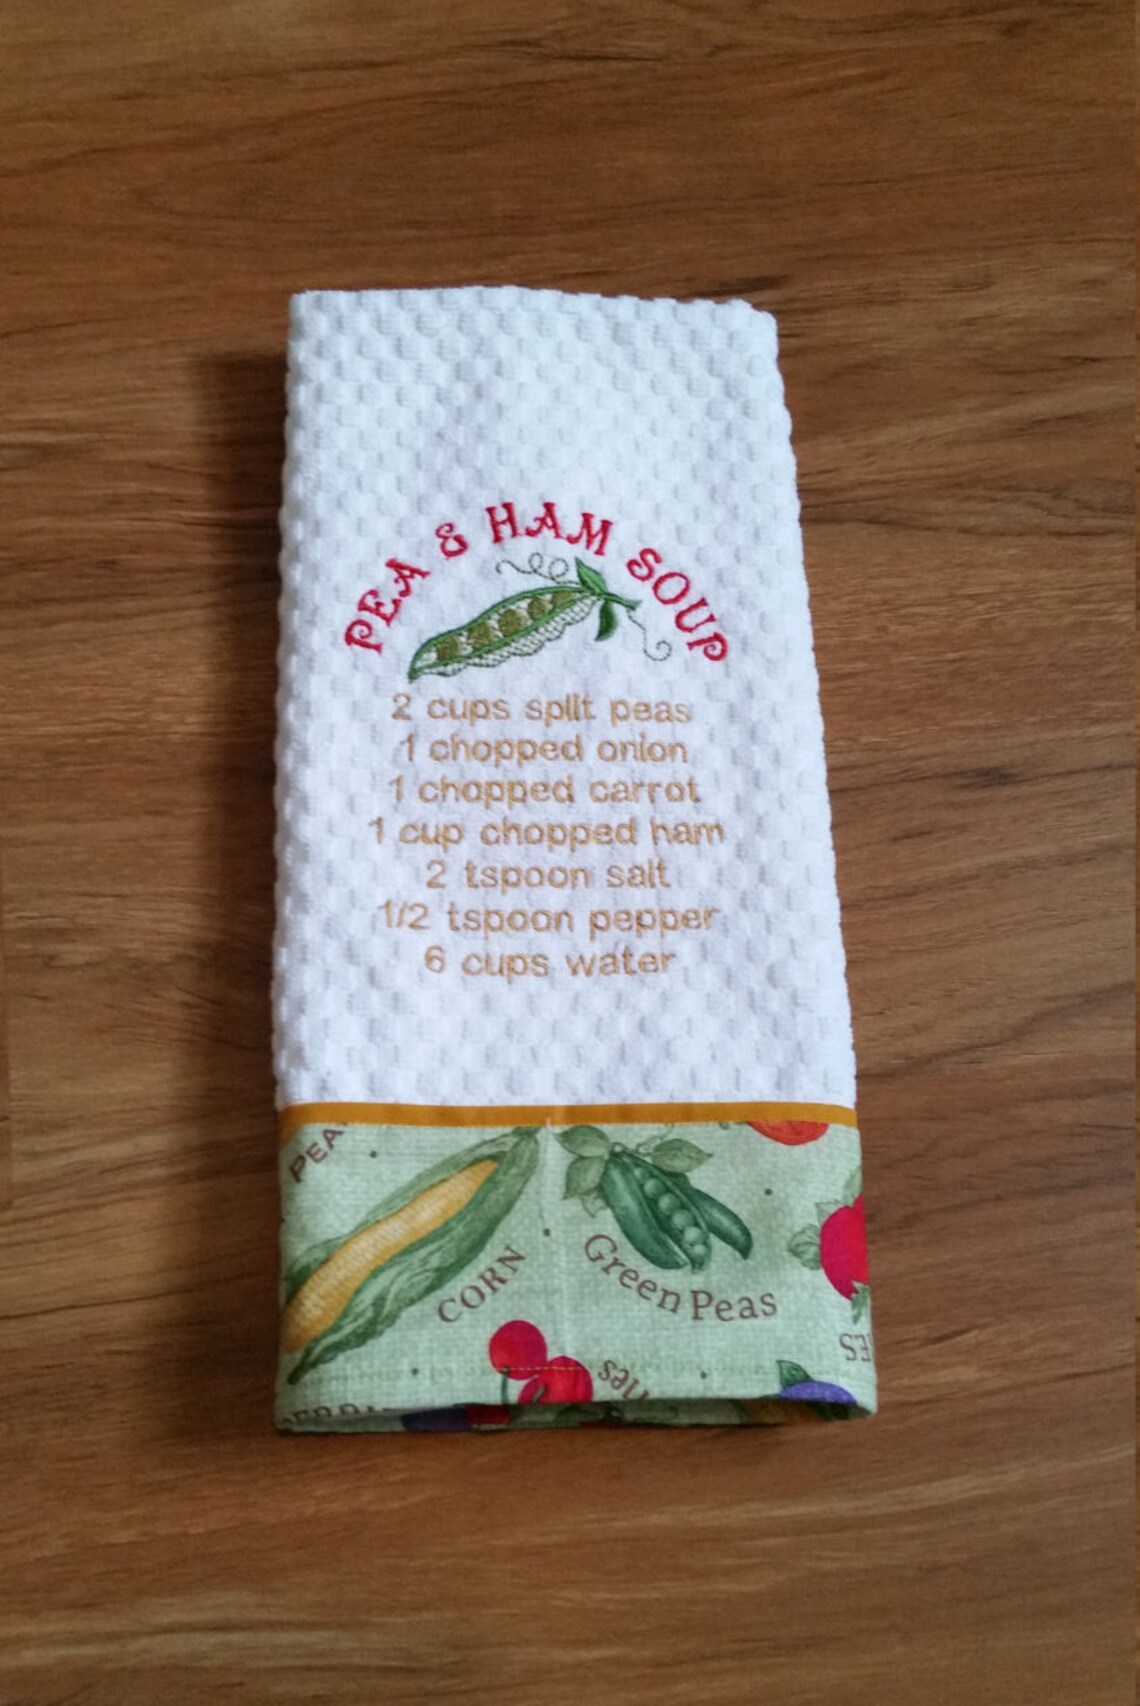 PEA & HAM SOUP
2 cups split peas
1 chopped onion
1 chopped carrot
1 cup chopped ham
2 tspoon salt
1/2 tspoon pepper
6 cups water
CORN
Green Peas